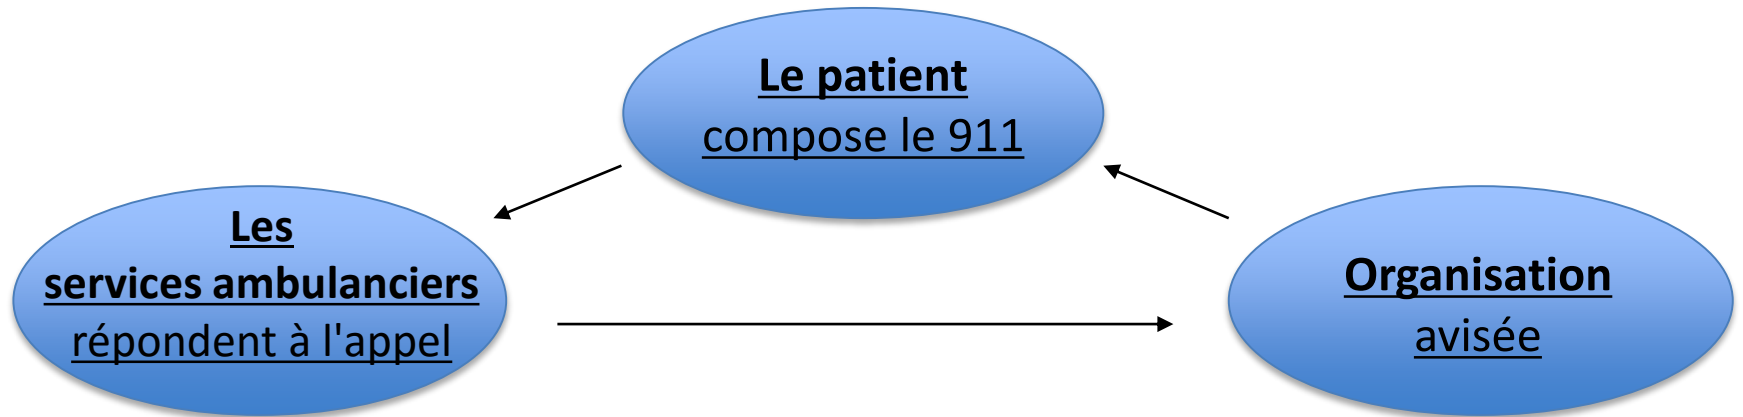 Le patient
compose le 911
Les
services ambulanciers
répondent à l'appel
Organisation
avisée